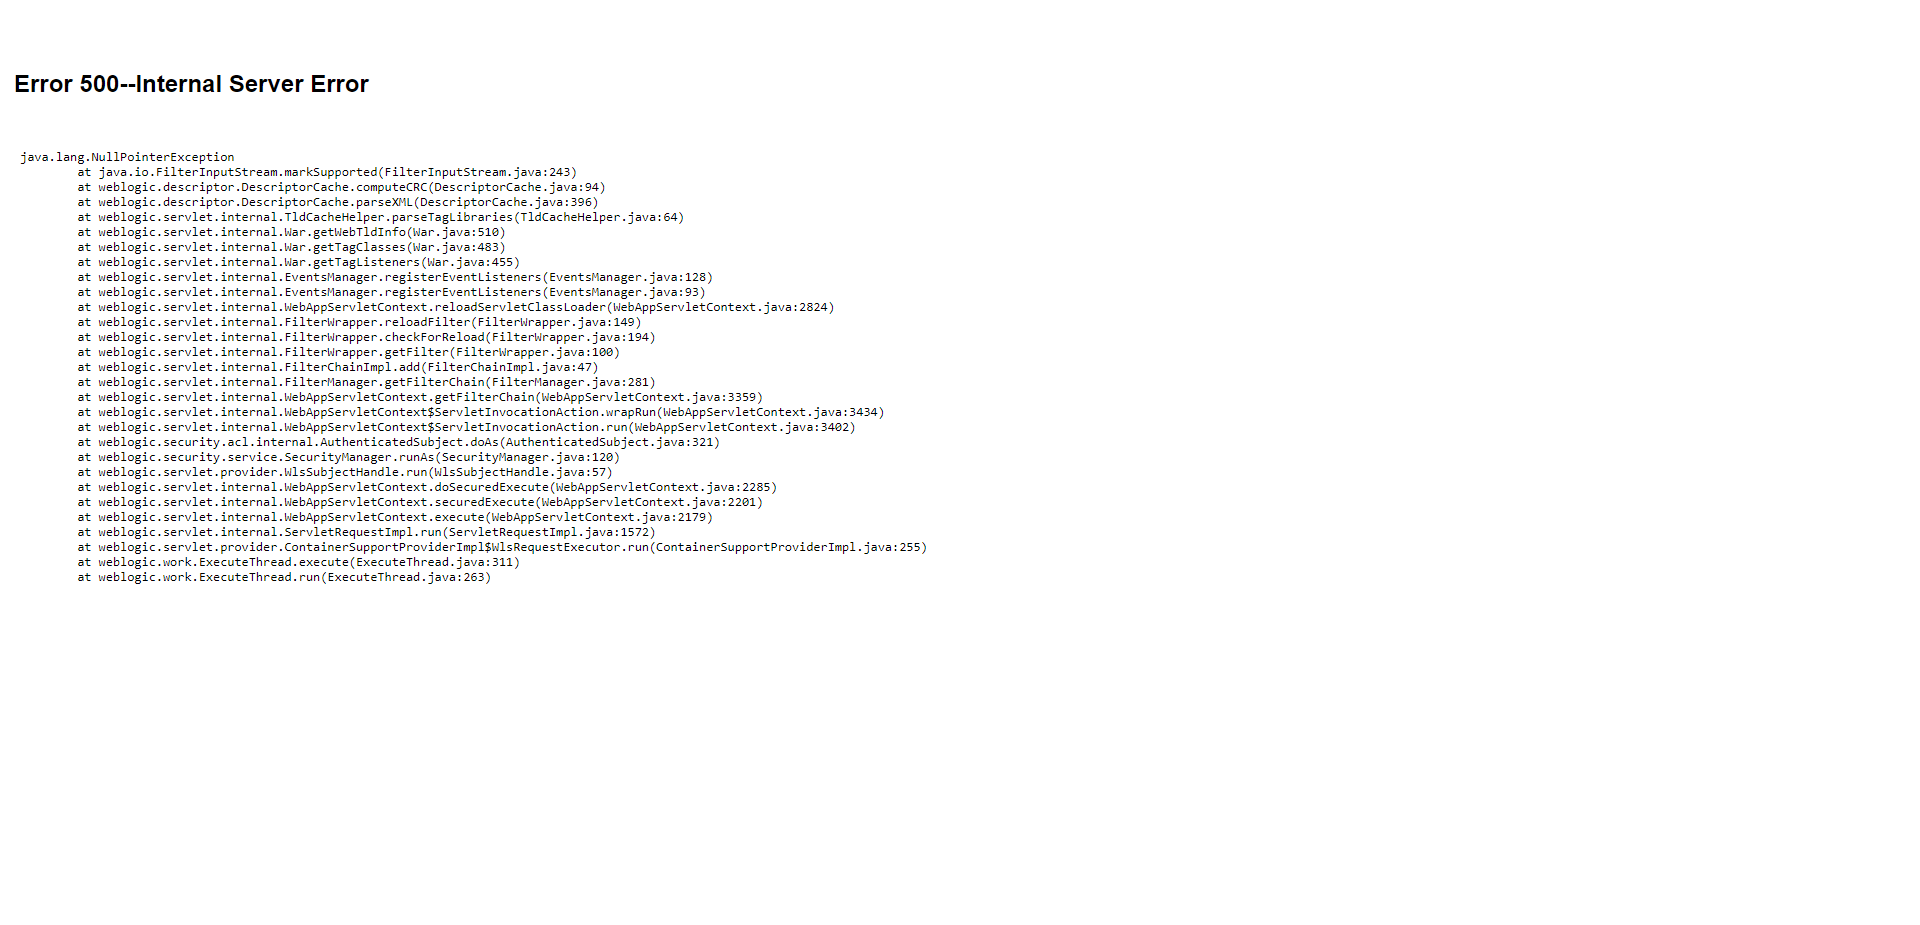 Error 500--Internal Server Error
java.lang.NullPointerException
at java.io.FilterInputStream.markSupported(FilterInputStream.java:243)
at weblogic.descriptor.DescriptorCache.computeCRC(DescriptorCache.java:94)
at weblogic.descriptor.DescriptorCache.parseXML(DescriptorCache.java:396)
at weblogic.servlet.internal.TldCacheHelper.parseTagLibraries(TldCacheHelper.java:64)
at weblogic.servlet.internal.War.getWebTldInfo(War.java:510)
at weblogic.servlet.internal.War.getTagClasses(War.java:483)
at weblogic.servlet.internal.War.getTagListeners(War.java:455)
at weblogic.servlet.internal.EventsManager.registerEventListeners(EventsManager.java:128)
at weblogic.servlet.internal.EventsManager.registerEventListeners(EventsManager.java:93)
at weblogic.servlet.internal.WebAppServletContext.reloadServletClassLoader(WebAppServletContext.java:2824)
at weblogic.servlet.internal.FilterWrapper.reloadFilter(FilterWrapper.java:149)
at weblogic.servlet.internal.FilterWrapper.checkForReload(FilterWrapper.java:194)
at weblogic.servlet.internal.FilterWrapper.getFilter(FilterWrapper.java:100)
at weblogic.servlet.internal.FilterChainImpl.add(FilterChainImpl.java:47)
at weblogic.servlet.internal.FilterManager.getFilterChain(FilterManager.java:281)
at weblogic.servlet.internal.WebAppServletContext.getFilterChain(WebAppServletContext.java:3359)
at weblogic.servlet.internal.WebAppServletContext$ServletInvocationAction.wrapRun(WebAppServletContext.java:3434)
at weblogic.servlet.internal.WebAppServletContext$ServletInvocationAction.run(WebAppServletContext.java:3402)
at weblogic.security.acl.internal.AuthenticatedSubject.doAs(AuthenticatedSubject.java:321)
at weblogic.security.service.SecurityManager.runAs(SecurityManager.java:120)
at weblogic.servlet.provider.WlsSubjectHandle.run(WlsSubjectHandle.java:57)
at weblogic.servlet.internal.WebAppServletContext.doSecuredExecute(WebAppServletContext.java:2285)
at weblogic.servlet.internal.WebAppServletContext.securedExecute(WebAppServletContext.java:2201)
at weblogic.servlet.internal.WebAppServletContext.execute(WebAppServletContext.java:2179)
at weblogic.servlet.internal.ServletRequestImpl.run(ServletRequestImpl.java:1572)
at weblogic.servlet.provider.ContainerSupportProviderImpl$WlsRequestExecutor.run(ContainerSupportProviderImpl.java:255)
at weblogic.work.ExecuteThread.execute(ExecuteThread.java:311)
at weblogic.work.ExecuteThread.run(ExecuteThread.java:263)